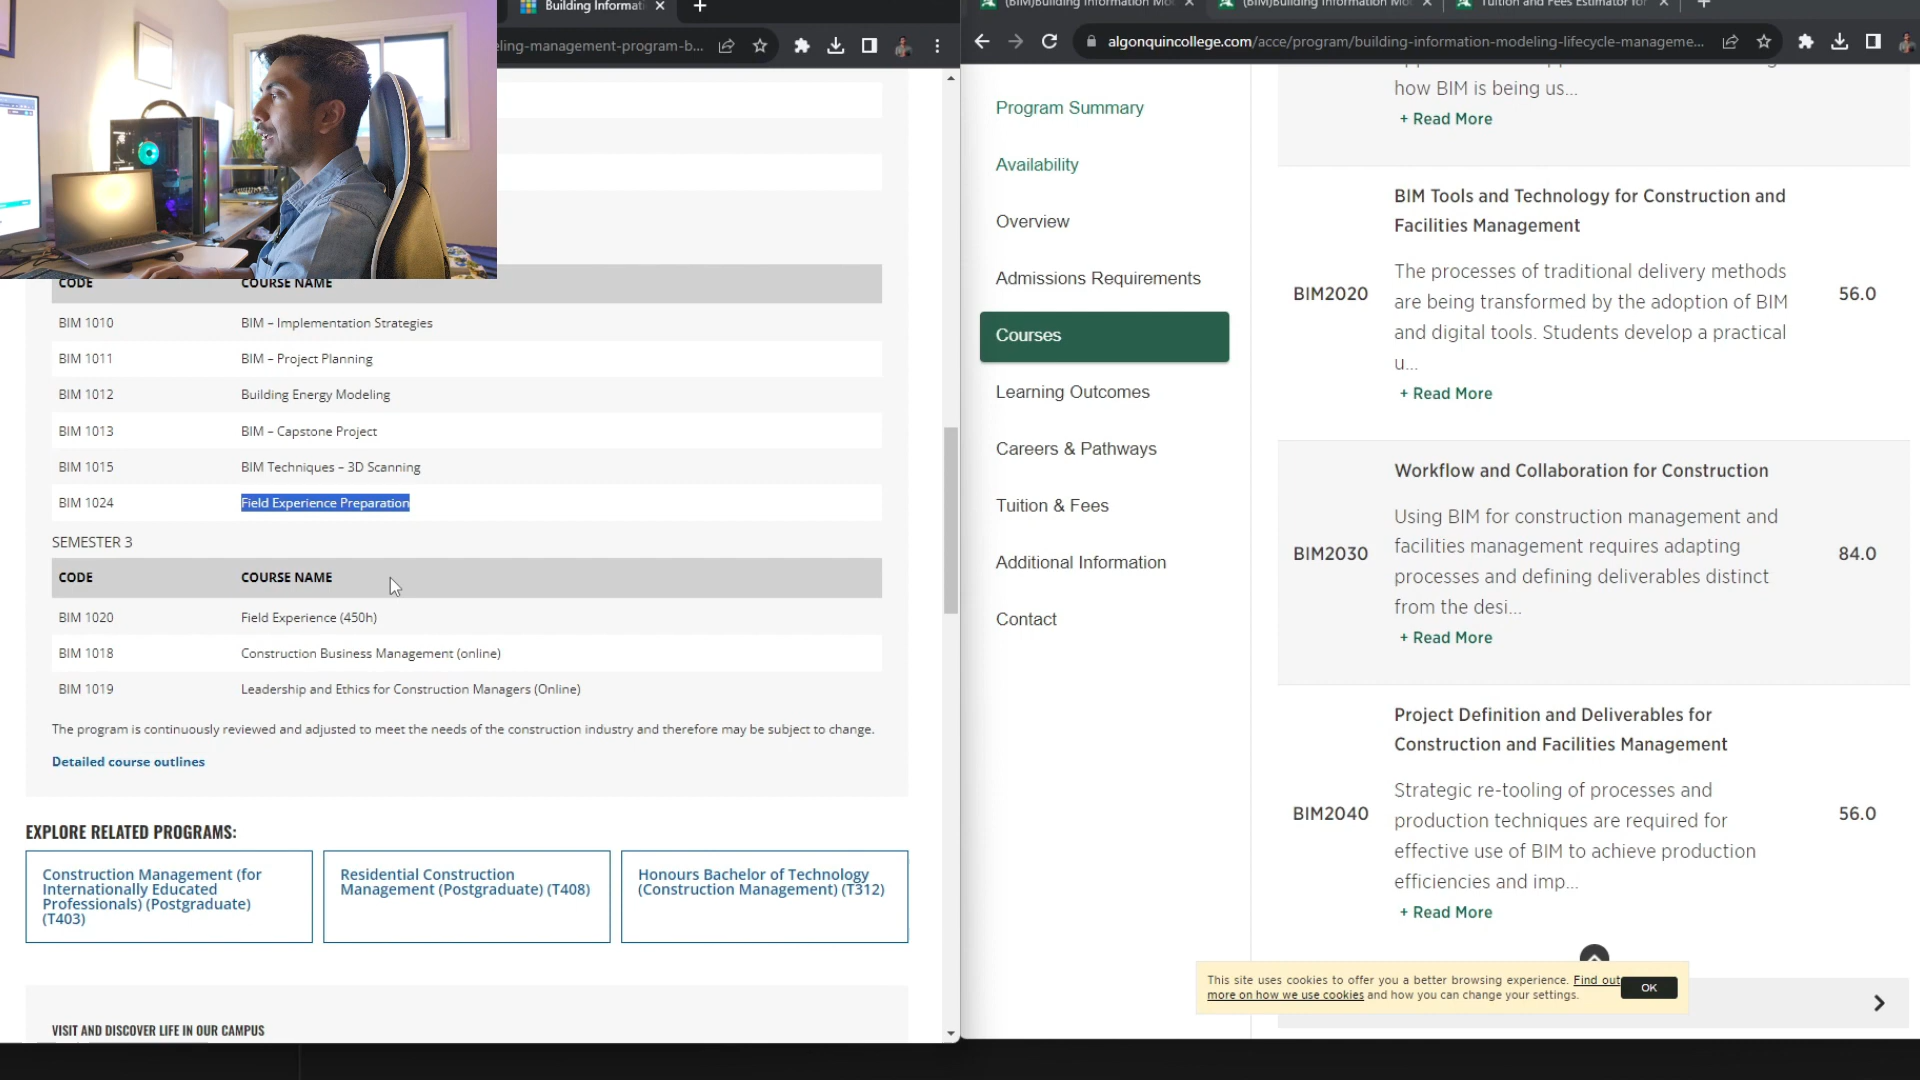 Building Informat
eling-management-program-b...
CODE COURSE NAME
BIM 1010 BIM – Implementation Strategies
BIM 1011 BIM – Project Planning
BIM 1012 Building Energy Modeling
BIM 1013 BIM – Capstone Project
BIM 1015 BIM Techniques – 3D Scanning
BIM 1024 Field Experience Preparation
SEMESTER 3
CODE COURSE NAME
BIM 1020 Field Experience (450h)
BIM 1018 Construction Business Management (online)
BIM 1019 Leadership and Ethics for Construction Managers (Online)
The program is continuously reviewed and adjusted to meet the needs of the construction industry and therefore may be subject to change.
Detailed course outlines
EXPLORE RELATED PROGRAMS:
Construction Management (for
Internationally Educated
Professionals) (Postgraduate)
(T403)
Residential Construction
Management (Postgraduate) (T408)
Honours Bachelor of Technology
(Construction Management) (T312)
VISIT AND DISCOVER LIFE IN OUR CAMPUS
(BIM)Building Information Mo
(BIM)Building Information Mo
Tuition and Fees Estimator for
algonquincollege.com/acce/program/building-information-modeling-lifecycle-manageme...
Program Summary
Availability
Overview
Admissions Requirements
Courses
Learning Outcomes
Careers & Pathways
Tuition & Fees
Additional Information
Contact
how BIM is being us...
+ Read More
BIM Tools and Technology for Construction and
Facilities Management
BIM2020
The processes of traditional delivery methods
are being transformed by the adoption of BIM
and digital tools. Students develop a practical
u...
56.0
+ Read More
Workflow and Collaboration for Construction
BIM2030
Using BIM for construction management and
facilities management requires adapting
processes and defining deliverables distinct
from the desi...
84.0
+ Read More
Project Definition and Deliverables for
Construction and Facilities Management
BIM2040
Strategic re-tooling of processes and
production techniques are required for
effective use of BIM to achieve production
efficiencies and imp...
56.0
+ Read More
This site uses cookies to offer you a better browsing experience. Find out
more on how we use cookies and how you can change your settings.
OK